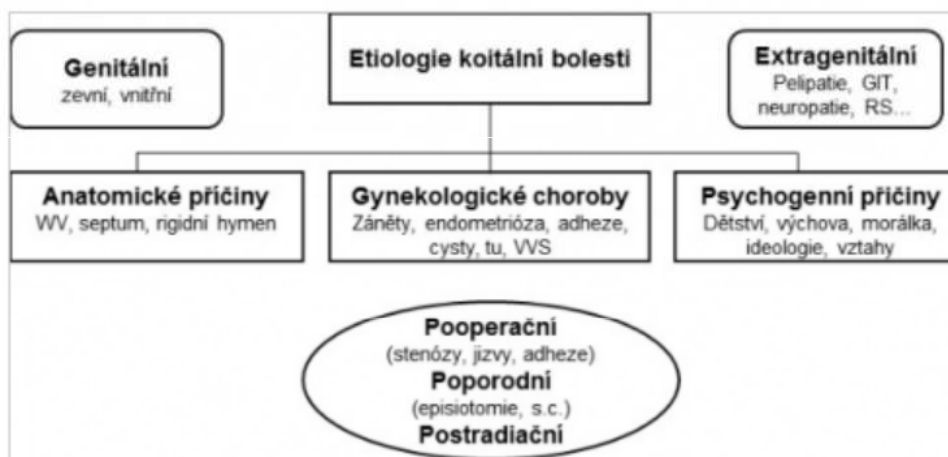 Genitální
zevní, vnitřní
Etiologie koitální bolesti
Extragenitální
Pelipatie, GIT,
neuropatie, RS...
Anatomické příčiny
VVV, septum, rigidní hymen
Gynekologické choroby
Záněty, endometrióza, adheze,
cysty, tu, VVS
Psychogenní příčiny
Dětství, výchova, morálka,
ideologie, vztahy
Pooperační
(stenózy, jizvy, adheze)
Poporodní
(episiotomie, s.c.)
Postradiační